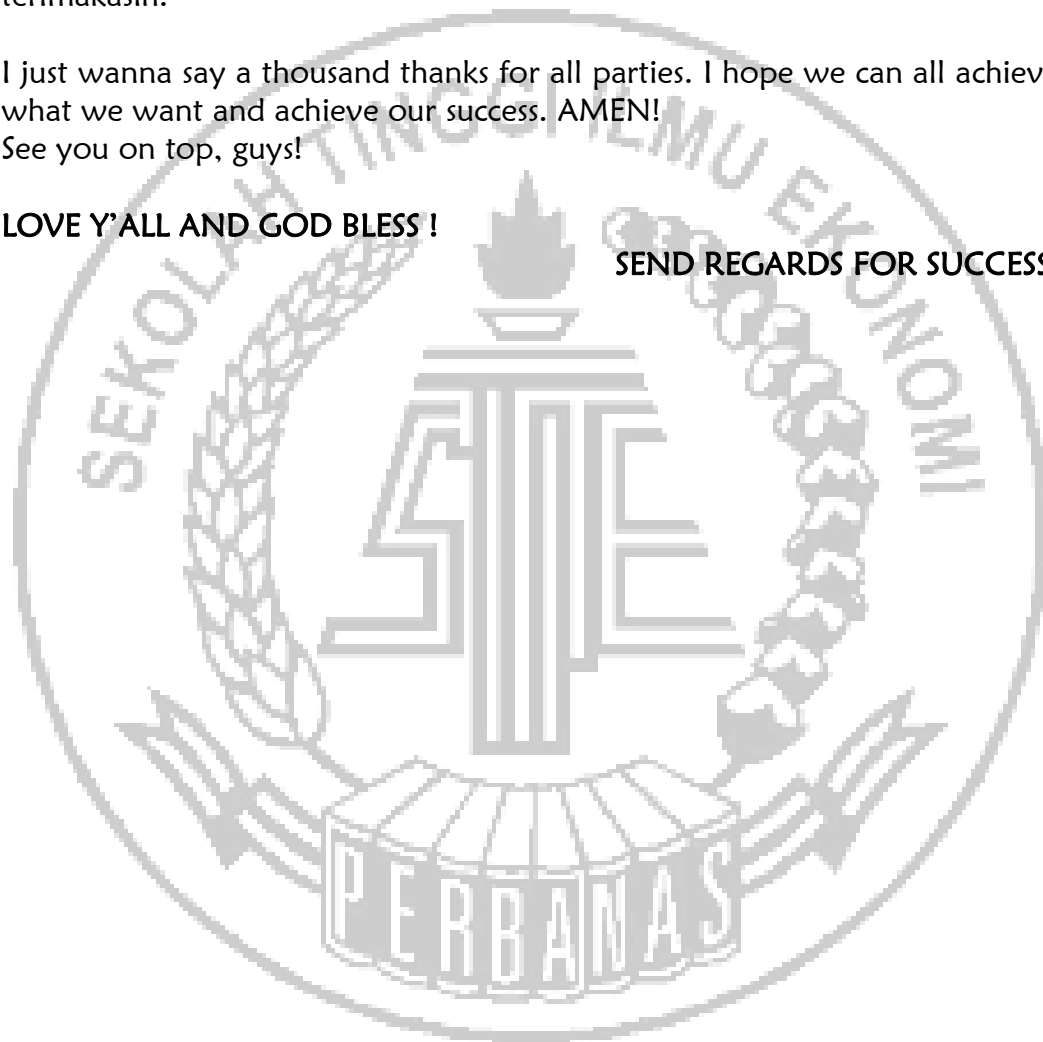 I just wanna say a thousand thanks for all parties. I hope we can all achiev
what we want and achieve our success. AMEN!
See you on top, guys!
LOVE Y'ALL AND GOD BLESS !
SEND REGARDS FOR SUCCESS
SEKOLAH TINGGI ILMU EKONOMI
STIE
PERBANAS